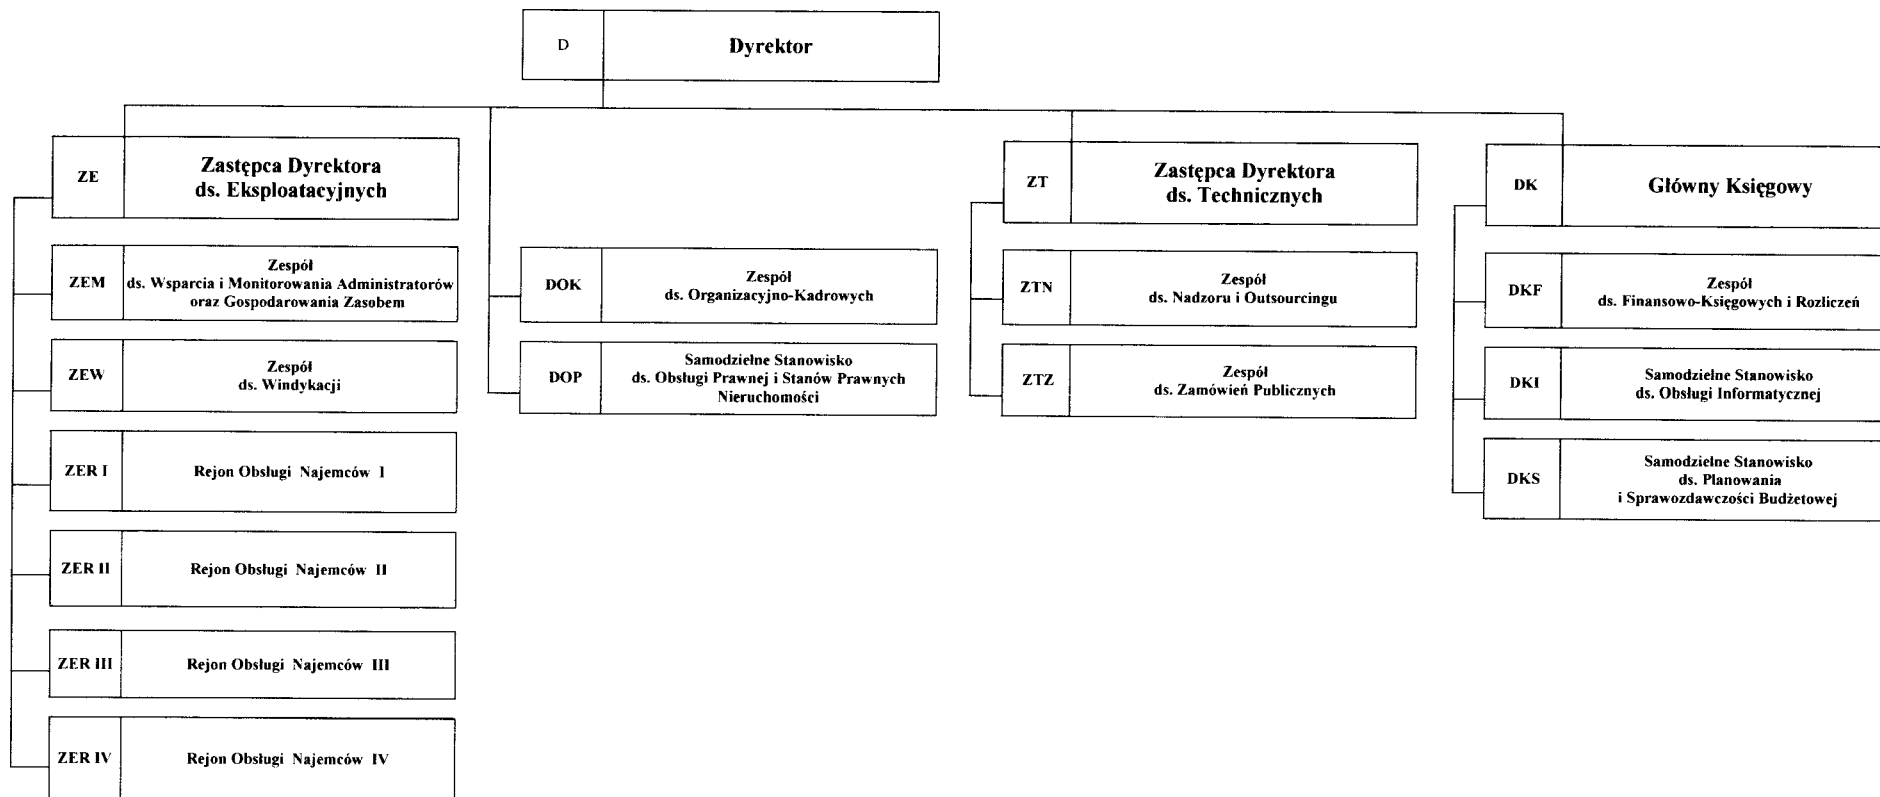 D
Dyrektor
ZE
Zastępca Dyrektora
ds. Eksploatacyjnych
ZEM
Zespół
ds. Wsparcia i Monitorowania Administratorów
oraz Gospodarowania Zasobem
ZEW
Zespół
ds. Windykacji
ZER I
Rejon Obsługi Najemców I
ZER II
Rejon Obsługi Najemców II
ZER III
Rejon Obsługi Najemców III
ZER IV
Rejon Obsługi Najemców IV
DOK
Zespół
ds. Organizacyjno-Kadrowych
DOP
Samodzielne Stanowisko
ds. Obsługi Prawnej i Stanów Prawnych
Nieruchomości
ZT
Zastępca Dyrektora
ds. Technicznych
ZTN
Zespół
ds. Nadzoru i Outsourcingu
ZTZ
Zespół
ds. Zamówień Publicznych
DK
Główny Księgowy
DKF
Zespół
ds. Finansowo-Księgowych i Rozliczeń
DKI
Samodzielne Stanowisko
ds. Obsługi Informatycznej
DKS
Samodzielne Stanowisko
ds. Planowania
i Sprawozdawczości Budżetowej